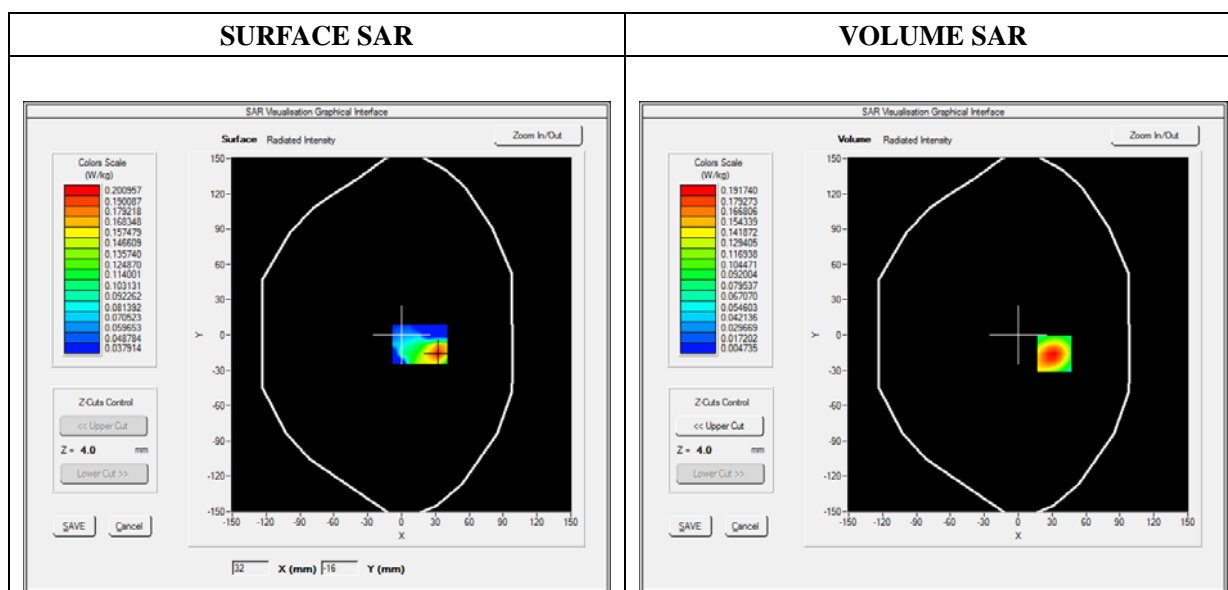 SURFACE SAR
VOLUME SAR
SAR Visualisation Graphical Interface
Surface Radiated Intensity
Zoom In/Out
Colors Scale
(W/kg)
0.200957
0.190087
0.179218
0.168348
0.157479
0.146609
0.135740
0.124870
0.114001
0.103131
0.092262
0.081392
0.070523
0.059653
0.048784
0.037914
Z-Cuts Control
<< Upper Cut
Z = 4.0 mm
Lower Cut >>
SAVE Cancel
150
120
90
60
30
0
-30
-60
-90
-120
-150
Y
-150 -120 -90 -60 -30 0 30 60 90 120 150
X
32 X (mm) -16 Y (mm)
SAR Visualisation Graphical Interface
Volume Radiated Intensity
Zoom In/Out
Colors Scale
(W/kg)
0.191740
0.179273
0.166806
0.154339
0.141872
0.129405
0.116938
0.104471
0.092004
0.079537
0.067070
0.054603
0.042136
0.029669
0.017202
0.004735
Z-Cuts Control
<< Upper Cut
Z = 4.0 mm
Lower Cut >>
SAVE Cancel
150
120
90
60
30
0
-30
-60
-90
-120
-150
Y
-150 -120 -90 -60 -30 0 30 60 90 120 150
X